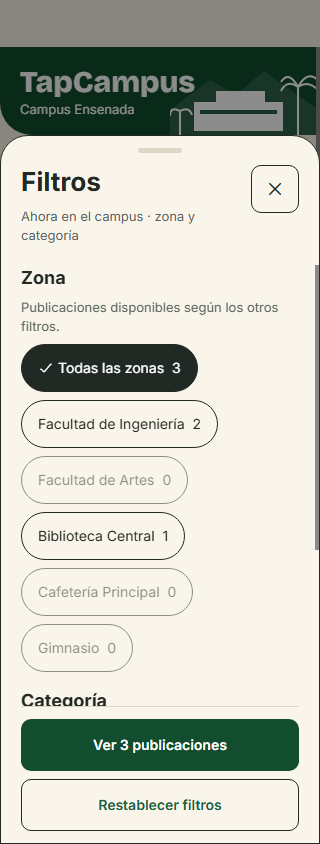 TapCampus
Campus Ensenada
Filtros
Ahora en el campus · zona y
categoría
Zona
Publicaciones disponibles según los otros
filtros.
Todas las zonas 3
Facultad de Ingeniería 2
Facultad de Artes 0
Biblioteca Central 1
Cafetería Principal 0
Gimnasio 0
Categoría
Ver 3 publicaciones
Restablecer filtros